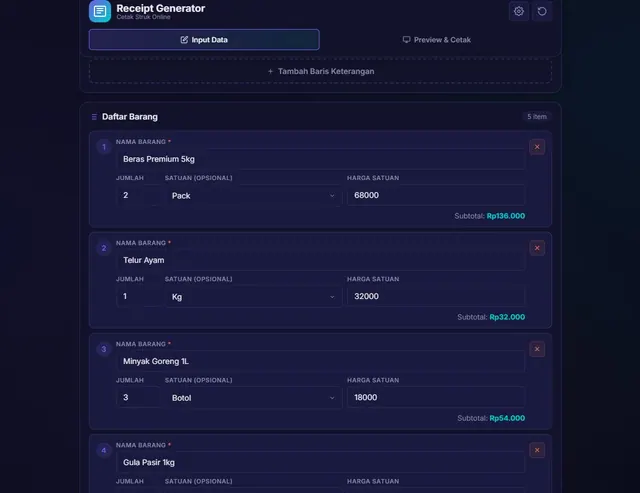 Receipt Generator
Cetak Struk Online
Input Data
Preview & Cetak
+ Tambah Baris Keterangan
Daftar Barang
5 item
1
NAMA BARANG *
Beras Premium 5kg
JUMLAH SATUAN (OPSIONAL) HARGA SATUAN
2 Pack 68000
Subtotal: Rp136.000
2
NAMA BARANG *
Telur Ayam
JUMLAH SATUAN (OPSIONAL) HARGA SATUAN
1 Kg 32000
Subtotal: Rp32.000
3
NAMA BARANG *
Minyak Goreng 1L
JUMLAH SATUAN (OPSIONAL) HARGA SATUAN
3 Botol 18000
Subtotal: Rp54.000
4
NAMA BARANG *
Gula Pasir 1kg
JUMLAH SATUAN (OPSIONAL) HARGA SATUAN